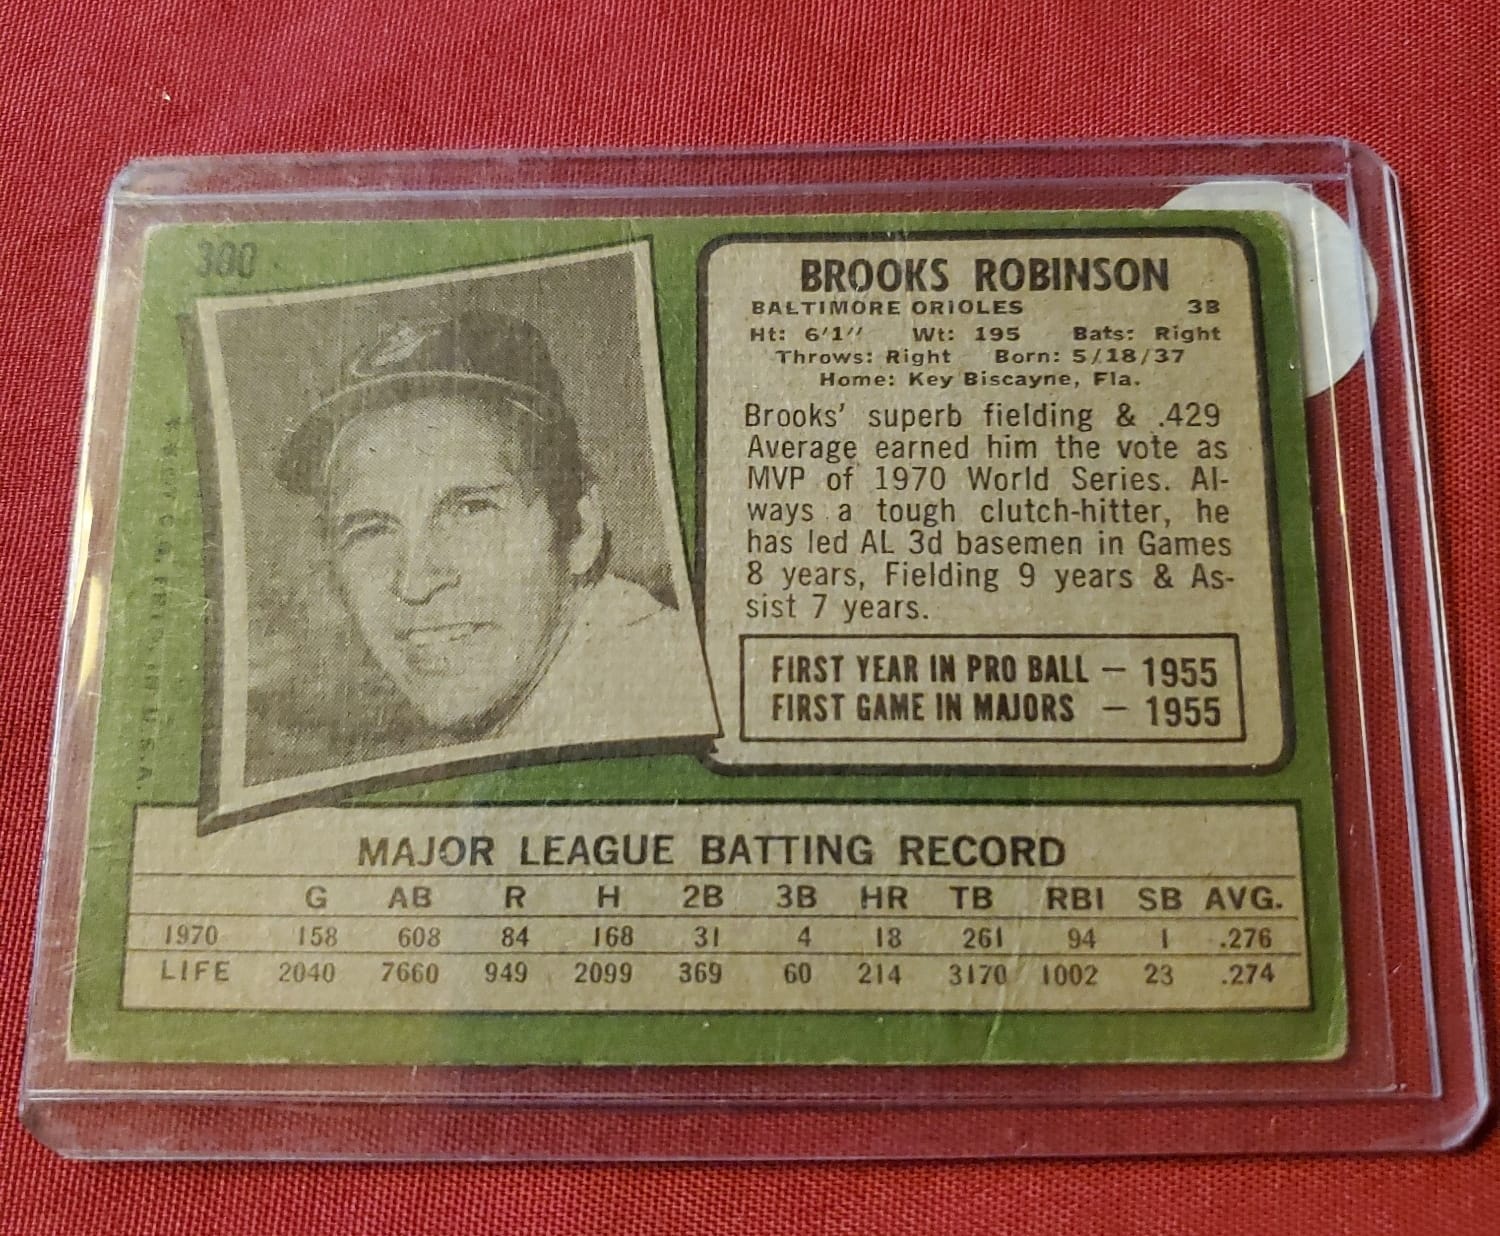 300
BROOKS ROBINSON
BALTIMORE ORIOLES 3B
Ht: 6'1" Wt: 195 Bats: Right
Throws: Right Born: 5/18/37
Home: Key Biscayne, Fla.
Brooks' superb fielding & .429
Average earned him the vote as
MVP of 1970 World Series. Al-
ways a tough clutch-hitter, he
has led AL 3d basemen in Games
8 years, Fielding 9 years & As-
sist 7 years.
FIRST YEAR IN PRO BALL — 1955
FIRST GAME IN MAJORS — 1955
MAJOR LEAGUE BATTING RECORD
G AB R H 2B 3B HR TB RBI SB AVG.
1970 158 608 84 168 31 4 18 261 94 1 .276
LIFE 2040 7660 949 2099 369 60 214 3170 1002 23 .274
U.S.A.